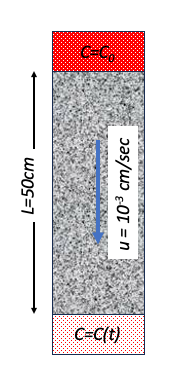 C=C₀
L=50cm
u = 10⁻³ cm/sec
C=C(t)